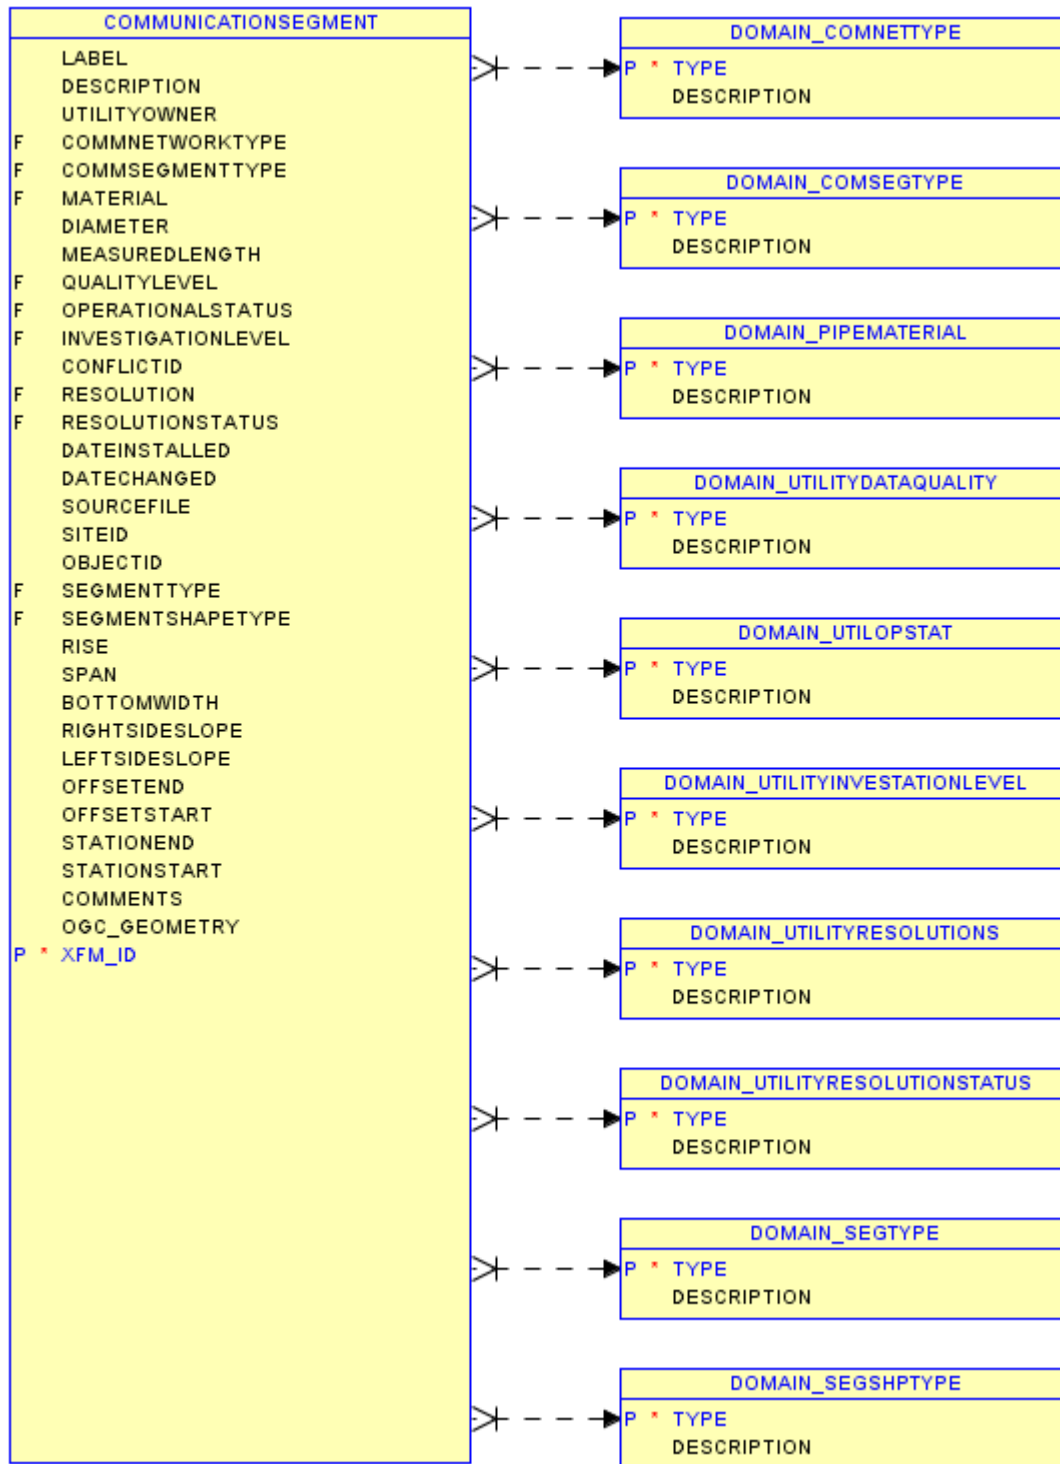 COMMUNICATIONSEGMENT
LABEL
DESCRIPTION
UTILITYOWNER
F COMMNETWORKTYPE
F COMMSEGMENTTYPE
F MATERIAL
DIAMETER
MEASUREDLENGTH
F QUALITYLEVEL
F OPERATIONALSTATUS
F INVESTIGATIONLEVEL
CONFLICTID
F RESOLUTION
F RESOLUTIONSTATUS
DATEINSTALLED
DATECHANGED
SOURCEFILE
SITEID
OBJECTID
F SEGMENTTYPE
F SEGMENTSHAPETYPE
RISE
SPAN
BOTTOMWIDTH
RIGHTSIDESLOPE
LEFTSIDESLOPE
OFFSETEND
OFFSETSTART
STATIONEND
STATIONSTART
COMMENTS
OGC_GEOMETRY
P * XFM_ID
DOMAIN_COMNETTYPE
P * TYPE
DESCRIPTION
DOMAIN_COMSEGTYPE
P * TYPE
DESCRIPTION
DOMAIN_PIPEMATERIAL
P * TYPE
DESCRIPTION
DOMAIN_UTILITYDATAQUALITY
P * TYPE
DESCRIPTION
DOMAIN_UTILOPSTAT
P * TYPE
DESCRIPTION
DOMAIN_UTILITYINVESTATIONLEVEL
P * TYPE
DESCRIPTION
DOMAIN_UTILITYRESOLUTIONS
P * TYPE
DESCRIPTION
DOMAIN_UTILITYRESOLUTIONSTATUS
P * TYPE
DESCRIPTION
DOMAIN_SEGTYPE
P * TYPE
DESCRIPTION
DOMAIN_SEGSHPTYPE
P * TYPE
DESCRIPTION